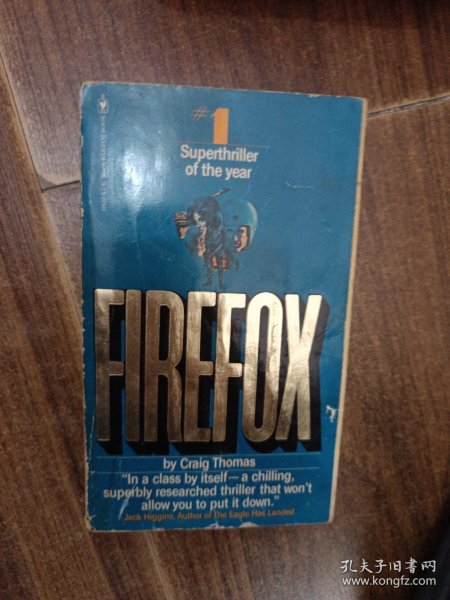 #1
Superthriller
of the year
FIREFOX
by Craig Thomas
"In a class by itself—a chilling,
superbly researched thriller that won't
allow you to put it down."
Jack Higgins, Author of The Eagle Has Landed
孔夫子旧书网
www.kongfz.com